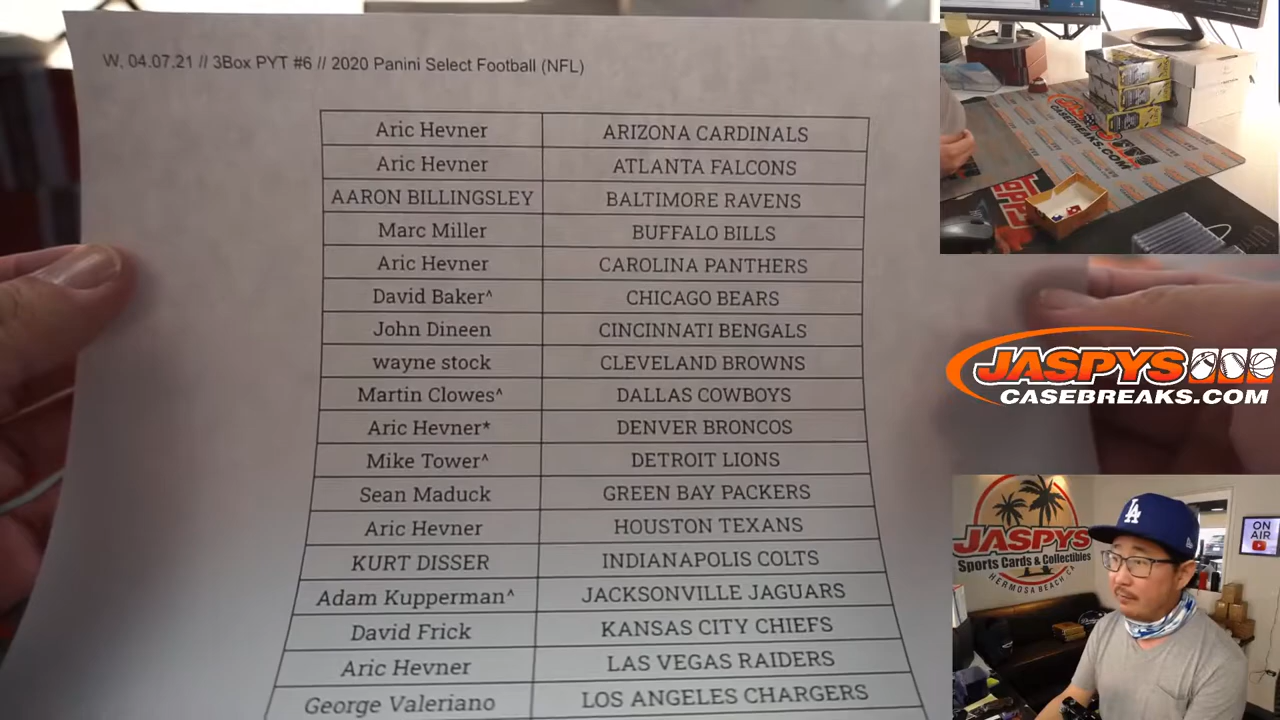 W, 04.07.21 // 3Box PYT #6 // 2020 Panini Select Football (NFL)
Aric Hevner ARIZONA CARDINALS
Aric Hevner ATLANTA FALCONS
AARON BILLINGSLEY BALTIMORE RAVENS
Marc Miller BUFFALO BILLS
Aric Hevner CAROLINA PANTHERS
David Baker^ CHICAGO BEARS
John Dineen CINCINNATI BENGALS
wayne stock CLEVELAND BROWNS
Martin Clowes^ DALLAS COWBOYS
Aric Hevner* DENVER BRONCOS
Mike Tower^ DETROIT LIONS
Sean Maduck GREEN BAY PACKERS
Aric Hevner HOUSTON TEXANS
KURT DISSER INDIANAPOLIS COLTS
Adam Kupperman^ JACKSONVILLE JAGUARS
David Frick KANSAS CITY CHIEFS
Aric Hevner LAS VEGAS RAIDERS
George Valeriano LOS ANGELES CHARGERS
CASEBREAKS.COM
JASPYS
CASEBREAKS.COM
JASPYS
Sports Cards & Collectibles
HERMOSA BEACH CA
LA
ON
AIR